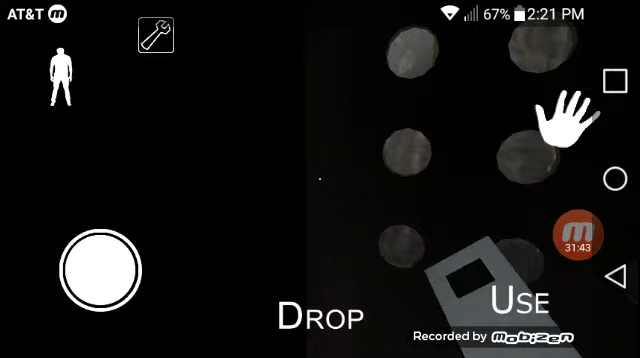 AT&T m 67% 2:21 PM
m
31:43
USE
DROP
Recorded by mobizen